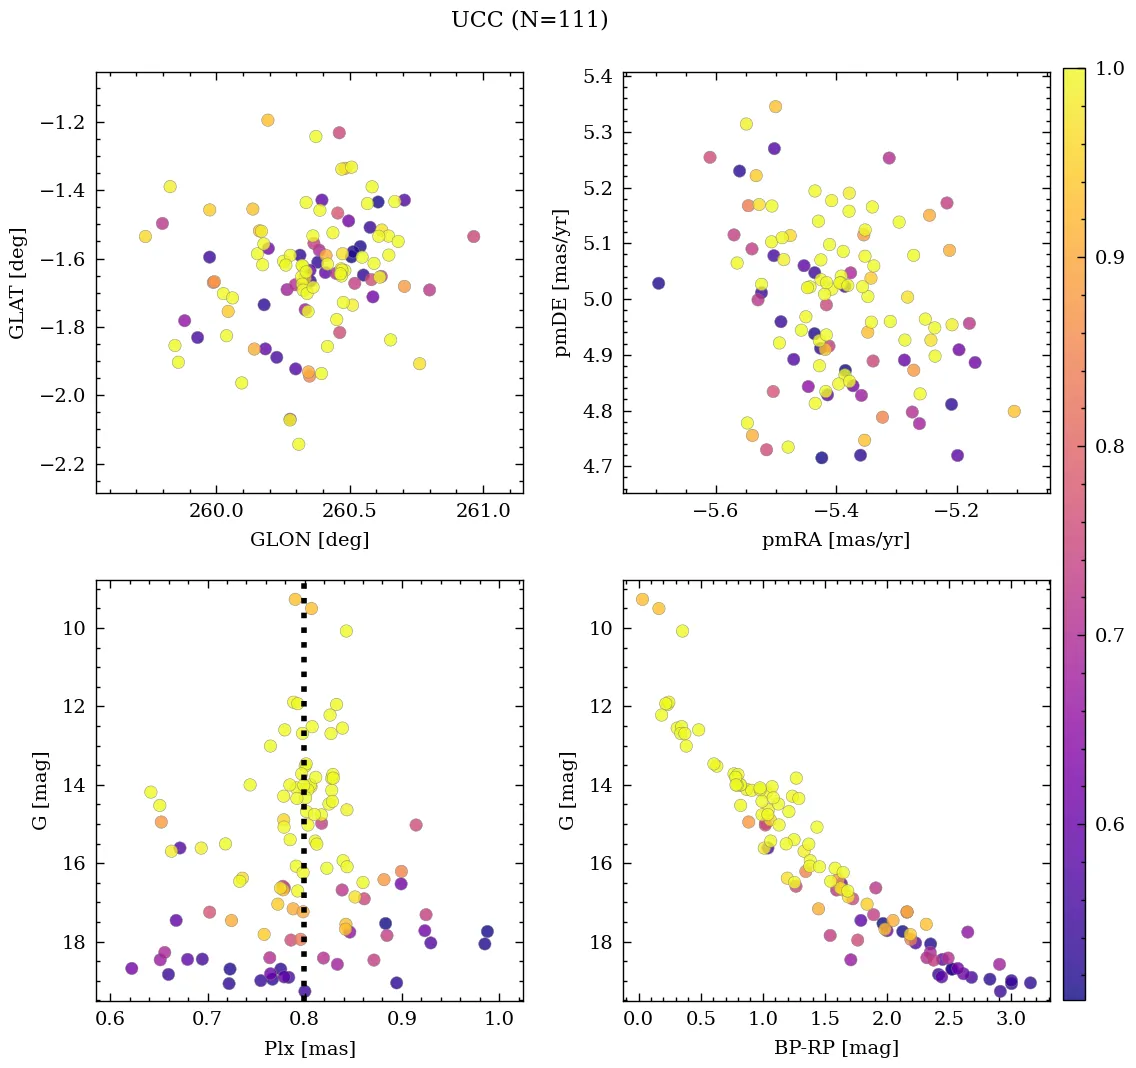 UCC (N=111)
−1.2
−1.4
−1.6
−1.8
−2.0
−2.2
GLAT [deg]
260.0 260.5 261.0
GLON [deg]
5.4
5.3
5.2
5.1
5.0
4.9
4.8
4.7
pmDE [mas/yr]
−5.6 −5.4 −5.2
pmRA [mas/yr]
1.0
0.9
0.8
0.7
0.6
10
12
14
16
18
G [mag]
0.6 0.7 0.8 0.9 1.0
Plx [mas]
10
12
14
16
18
G [mag]
0.0 0.5 1.0 1.5 2.0 2.5 3.0
BP-RP [mag]